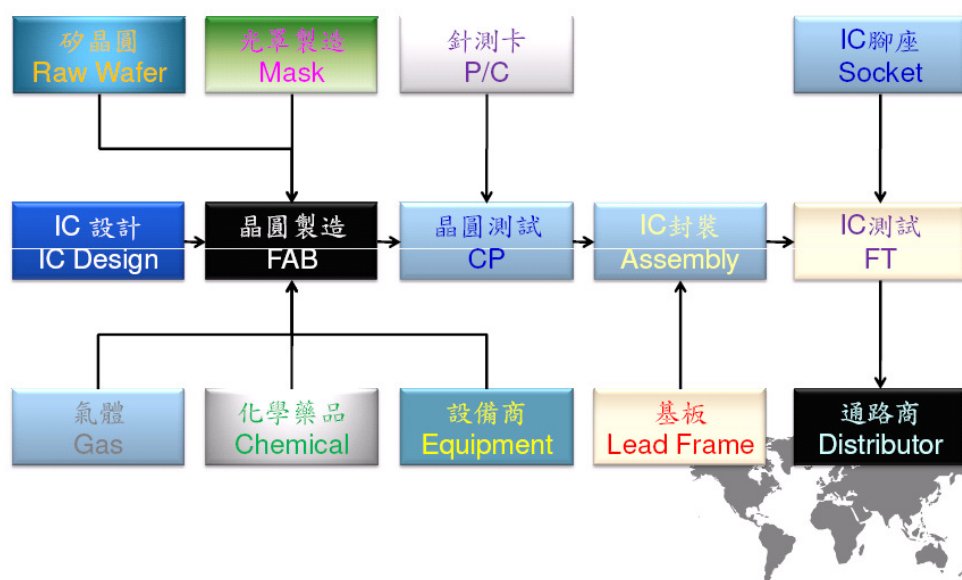 矽晶圓
Raw Wafer
光罩製造
Mask
針測卡
P/C
IC腳座
Socket
IC 設計
IC Design
晶圓製造
FAB
晶圓測試
CP
IC封裝
Assembly
IC測試
FT
氣體
Gas
化學藥品
Chemical
設備商
Equipment
基板
Lead Frame
通路商
Distributor